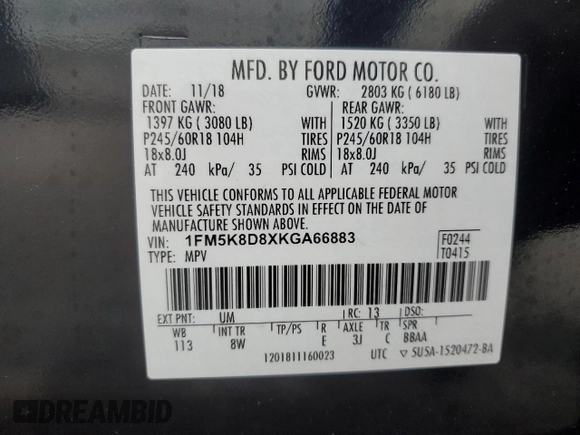 MFD. BY FORD MOTOR CO.
DATE: 11/18 GVWR: 2803 KG ( 6180 LB)
FRONT GAWR: REAR GAWR:
1397 KG ( 3080 LB) WITH 1520 KG ( 3350 LB) WITH
P245/60R18 104H TIRES P245/60R18 104H TIRES
18x8.0J RIMS 18x8.0J RIMS
AT 240 kPa/ 35 PSI COLD AT 240 kPa/ 35 PSI COLD
THIS VEHICLE CONFORMS TO ALL APPLICABLE FEDERAL MOTOR
VEHICLE SAFETY STANDARDS IN EFFECT ON THE DATE OF
MANUFACTURE SHOWN ABOVE.
VIN: 1FM5K8D8XKGA66883 F0244
TYPE: MPV T0415
EXT PNT: UM RC: 13 DSO:
WB INT TR TP/PS R AXLE TR SPR
113 8W E 3J C BBAA
1201811160023 UTC ▽ 5U5A-1520472-BA
DREAMBID